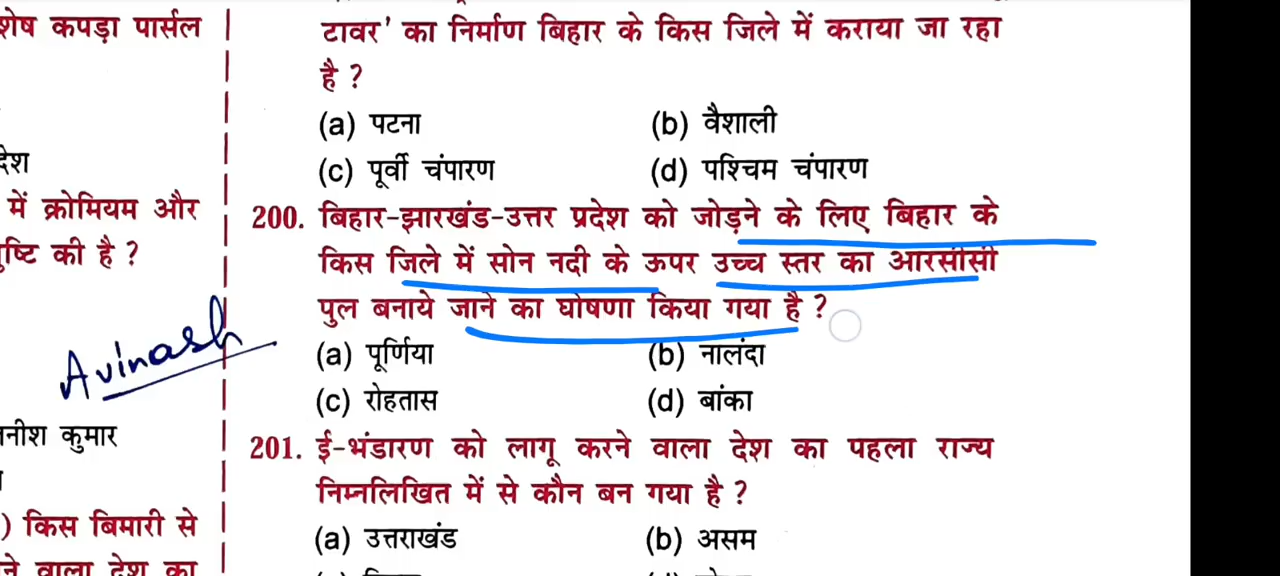 शेष कपड़ा पार्सल
देश
में क्रोमियम और
पुष्टि की है ?
Avinash
नीश कुमार
) किस बिमारी से
टावर' का निर्माण बिहार के किस जिले में कराया जा रहा
है ?
(a) पटना (b) वैशाली
(c) पूर्वी चंपारण (d) पश्चिम चंपारण
200. बिहार-झारखंड-उत्तर प्रदेश को जोड़ने के लिए बिहार के
किस जिले में सोन नदी के ऊपर उच्च स्तर का आरसीसी
पुल बनाये जाने का घोषणा किया गया है ?
(a) पूर्णिया (b) नालंदा
(c) रोहतास (d) बांका
201. ई-भंडारण को लागू करने वाला देश का पहला राज्य
निम्नलिखित में से कौन बन गया है ?
(a) उत्तराखंड (b) असम